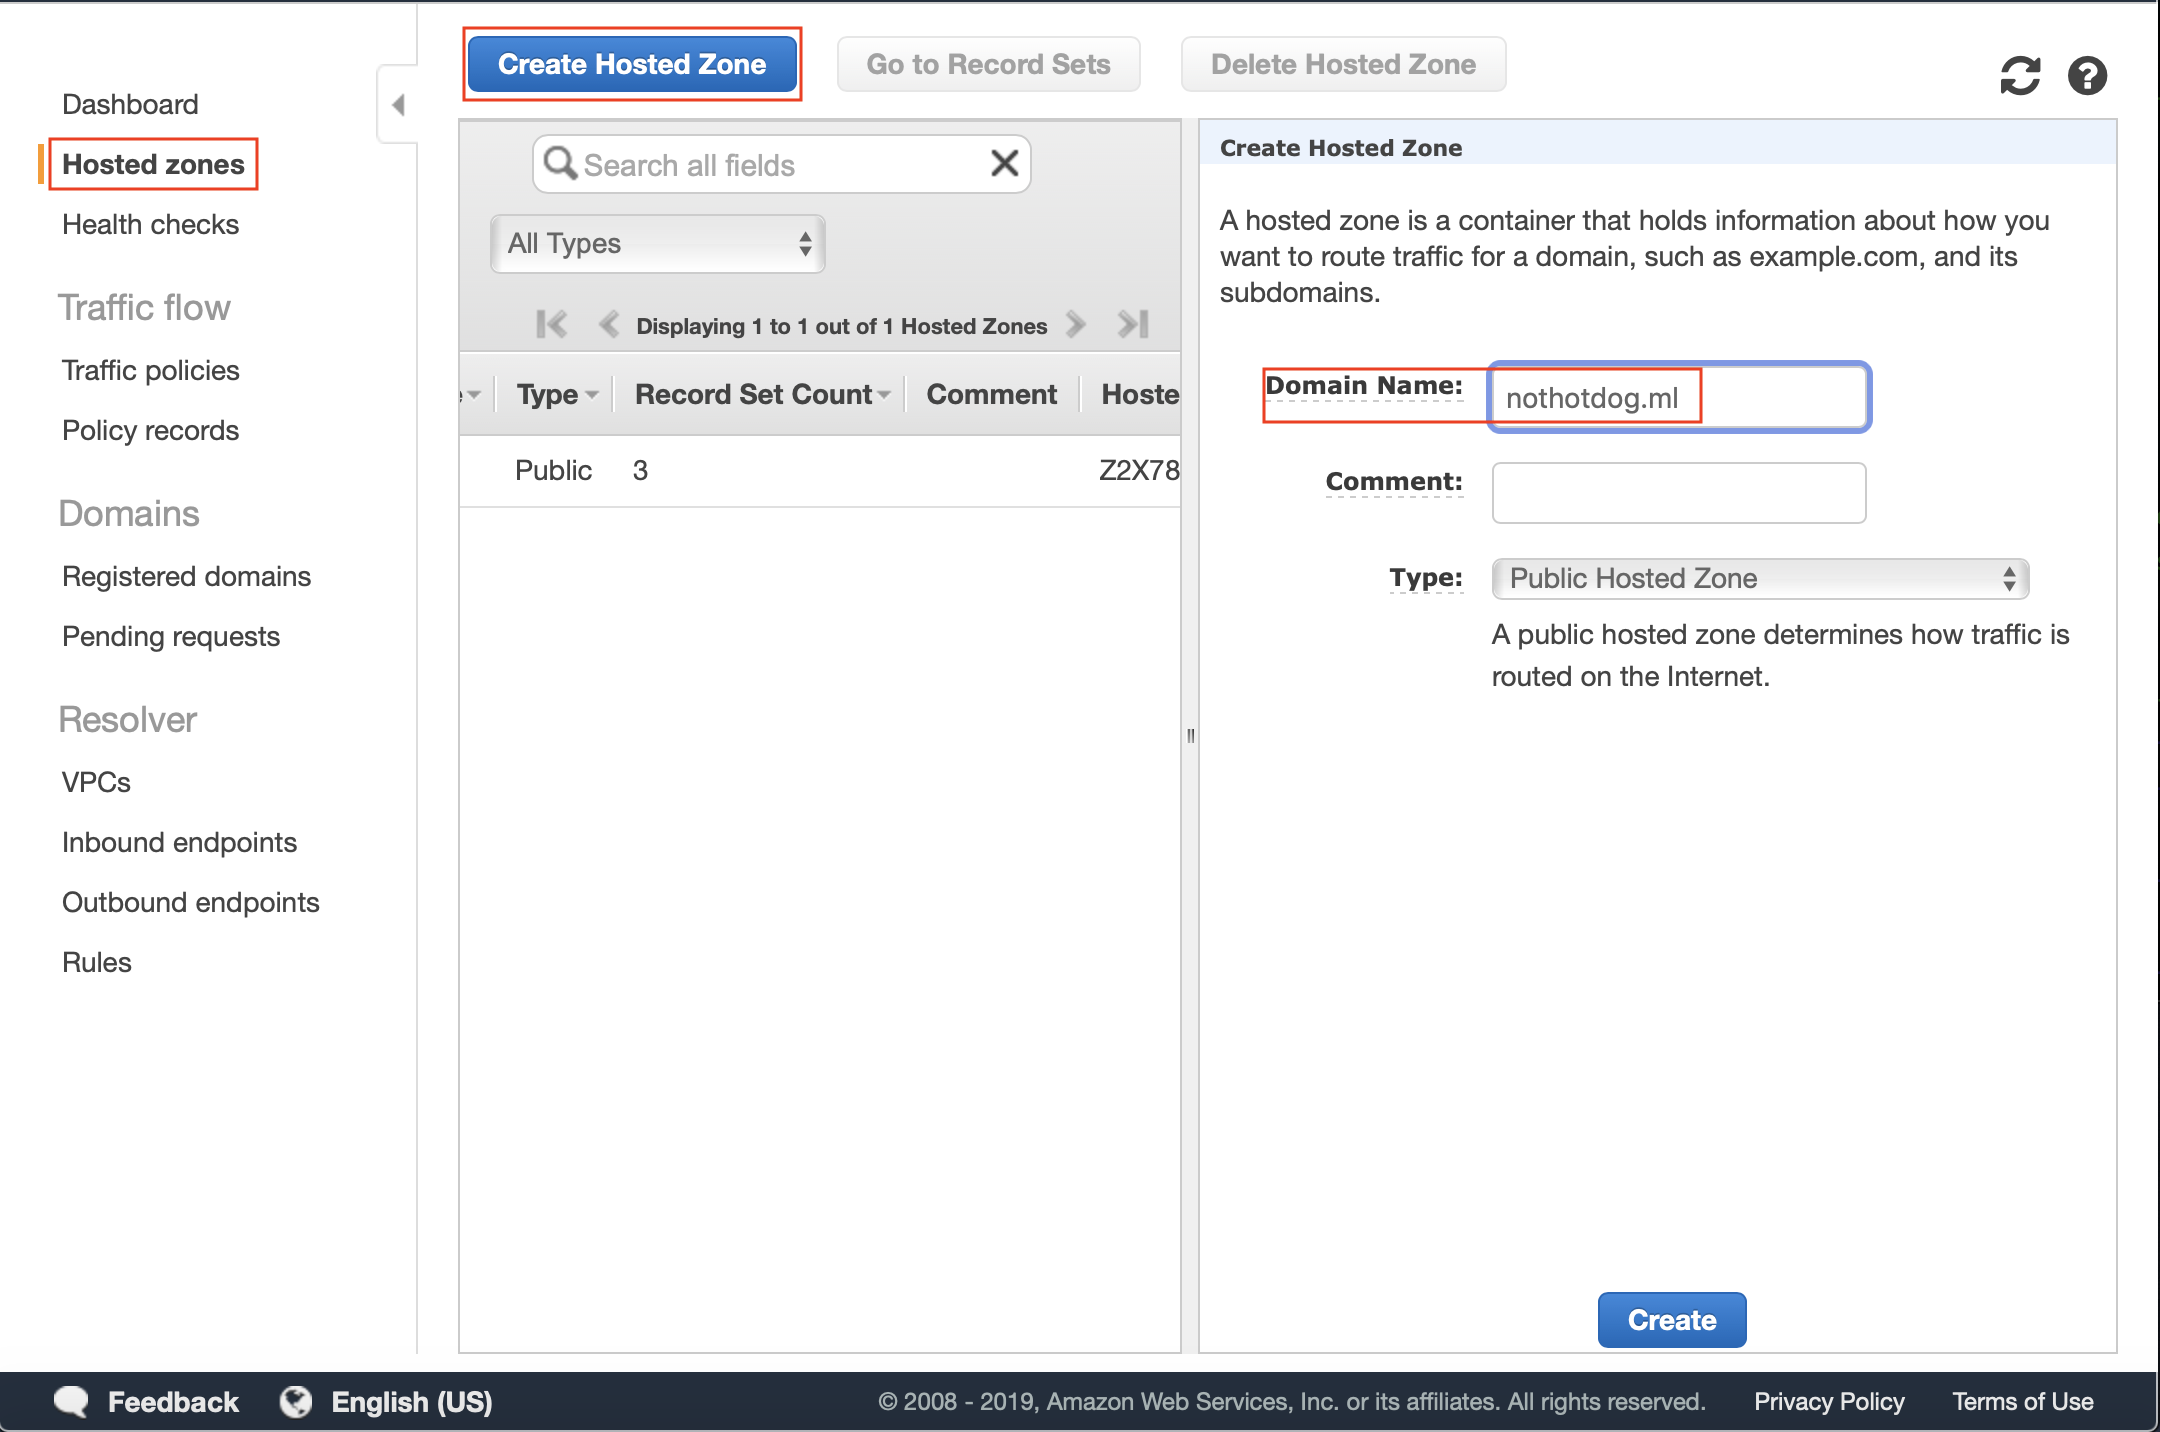 Create Hosted Zone
Go to Record Sets
Delete Hosted Zone
Dashboard
Hosted zones
Health checks
Traffic flow
Traffic policies
Policy records
Domains
Registered domains
Pending requests
Resolver
VPCs
Inbound endpoints
Outbound endpoints
Rules
Search all fields
All Types
Displaying 1 to 1 out of 1 Hosted Zones
Type Record Set Count Comment Hoste
Public 3 Z2X78
Create Hosted Zone
A hosted zone is a container that holds information about how you
want to route traffic for a domain, such as example.com, and its
subdomains.
Domain Name: nothotdog.ml
Comment:
Type: Public Hosted Zone
A public hosted zone determines how traffic is
routed on the Internet.
Create
Feedback English (US) © 2008 - 2019, Amazon Web Services, Inc. or its affiliates. All rights reserved. Privacy Policy Terms of Use